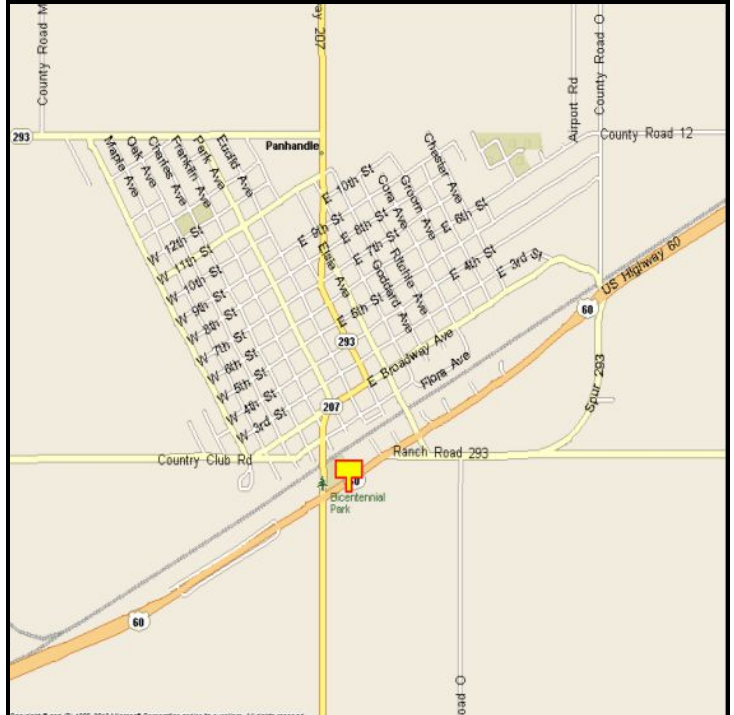 County Road M
ay 207
Airport Rd
County Road O
293
County Road 12
Panhandle
Maple Ave
Oak Ave
Charles Ave
Franklin Ave
Park Ave
Euclid Ave
Chester Ave
E 10th St
Cora Ave
Groom Ave
E 9th St
E 8th St
E 7th St
E 6th St
W 12th St
W 11th St
W 10th St
W 9th St
W 8th St
W 7th St
W 6th St
W 5th St
W 4th St
W 3rd St
Elsie Ave
Goddard Ave
Ritchie Ave
E 4th St
E 3rd St
E 5th St
US Highway 60
60
293
E Broadway Ave
Flora Ave
207
Spur 293
Country Club Rd
Ranch Road 293
Bicentennial
Park
60
Oad O